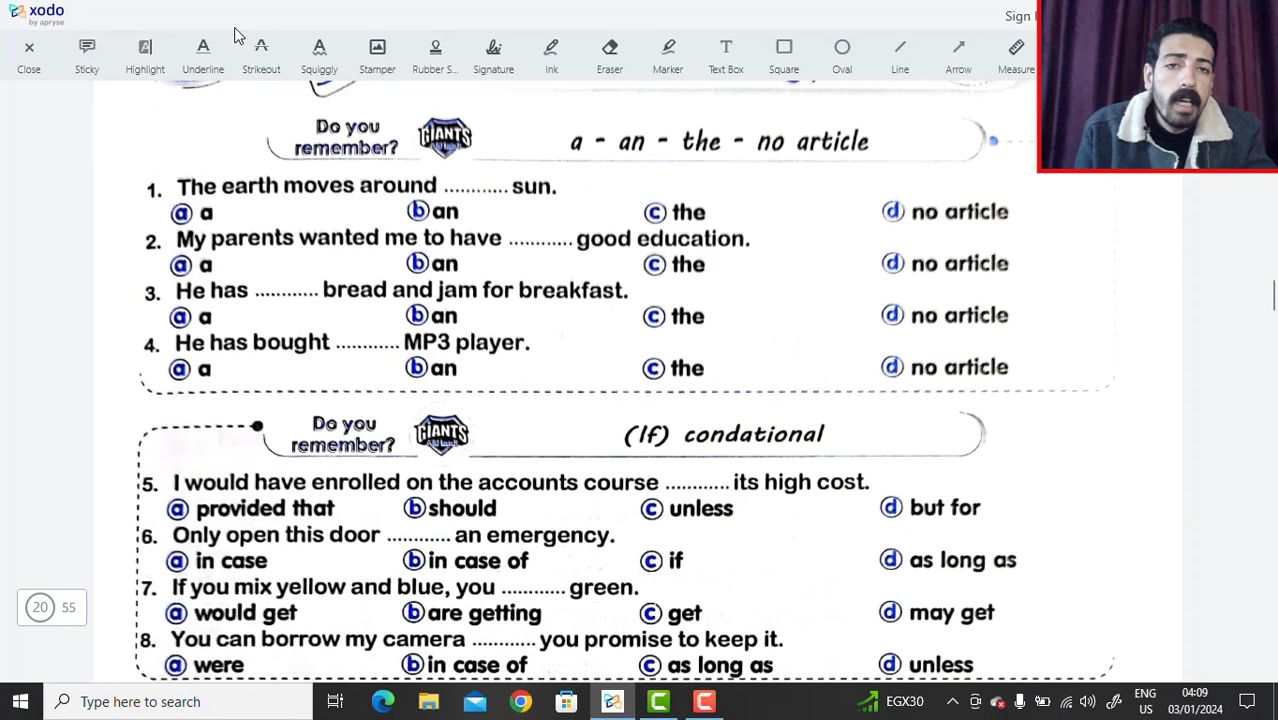 xodo
by apryse
Sign
Close Sticky Highlight Underline Strikeout Squiggly Stamper Rubber S... Signature Ink Eraser Marker Text Box Square Oval Line Arrow Measure
Do you remember? GIANTS a - an - the - no article
1. The earth moves around ............ sun.
a a b an c the d no article
2. My parents wanted me to have ............ good education.
a a b an c the d no article
3. He has ............ bread and jam for breakfast.
a a b an c the d no article
4. He has bought ............ MP3 player.
a a b an c the d no article
Do you remember? GIANTS (If) condational
5. I would have enrolled on the accounts course ............ its high cost.
a provided that b should c unless d but for
6. Only open this door ............ an emergency.
a in case b in case of c if d as long as
7. If you mix yellow and blue, you ............ green.
a would get b are getting c get d may get
8. You can borrow my camera ............ you promise to keep it.
a were b in case of c as long as d unless
20 55
Type here to search
EGX30
ENG
US
04:09
03/01/2024